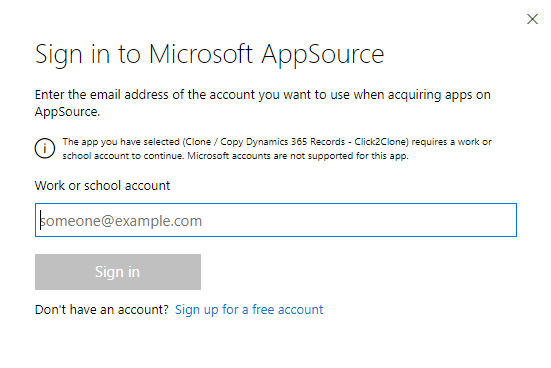 Sign in to Microsoft AppSource
Enter the email address of the account you want to use when acquiring apps on
AppSource.
The app you have selected (Clone / Copy Dynamics 365 Records - Click2Clone) requires a work or
school account to continue. Microsoft accounts are not supported for this app.
Work or school account
someone@example.com
Sign in
Don't have an account? Sign up for a free account